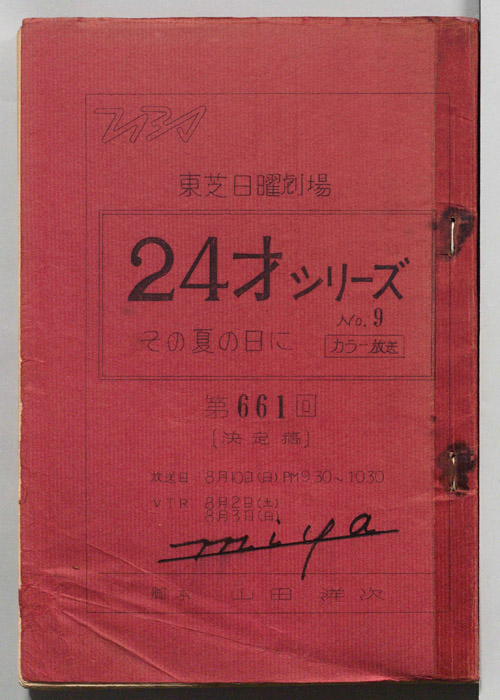 TBS
東芝日曜劇場
24才シリーズ
No. 9
その夏の日に
カラー放送
第661回
[決定稿]
放送日 8月10日(日)PM9.30〜10.30
VTR 8月2日(土)
8月3日(日)
miya
脚本 山田洋次